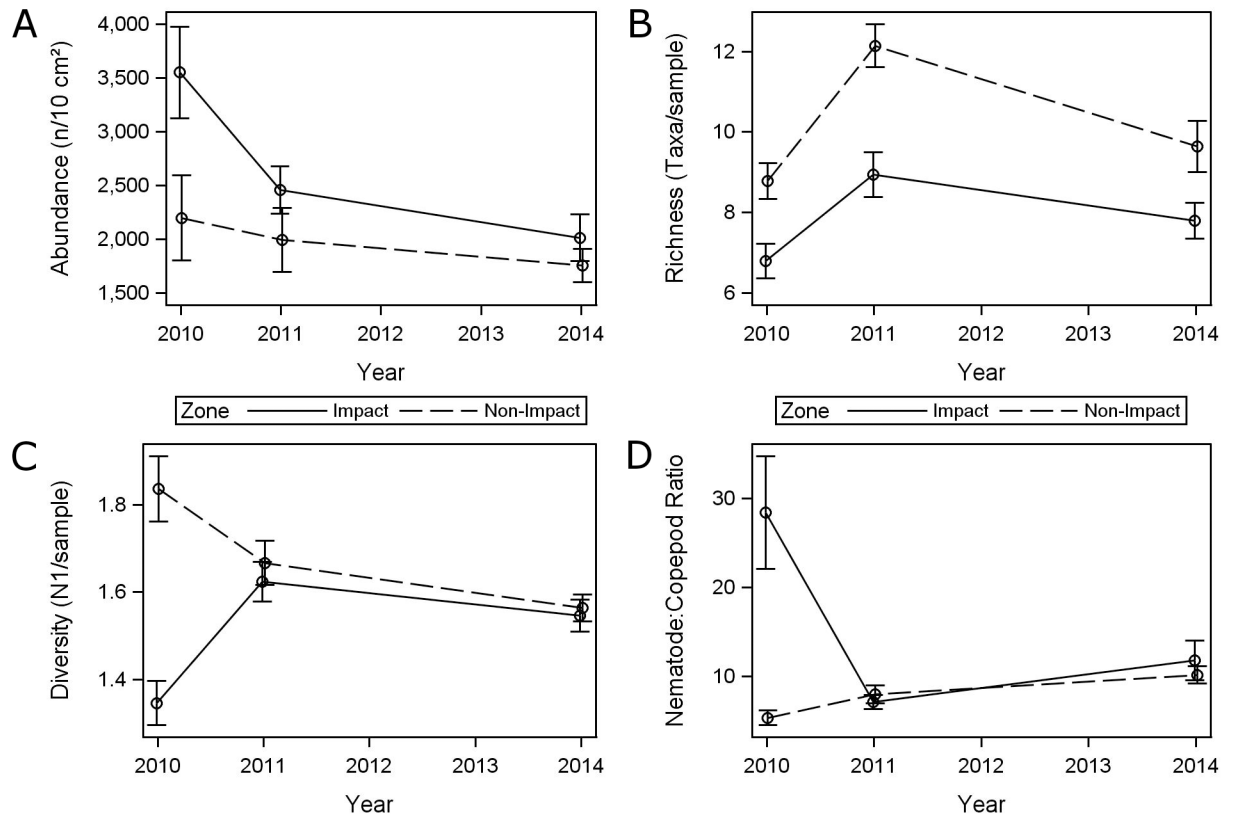 A
Abundance (n/10 cm²)
4,000
3,500
3,000
2,500
2,000
1,500
2010 2011 2012 2013 2014
Year
B
Richness (Taxa/sample)
12
10
8
6
2010 2011 2012 2013 2014
Year
Zone Impact Non-Impact
Zone Impact Non-Impact
C
Diversity (N1/sample)
1.8
1.6
1.4
2010 2011 2012 2013 2014
Year
D
Nematode:Copepod Ratio
30
20
10
2010 2011 2012 2013 2014
Year